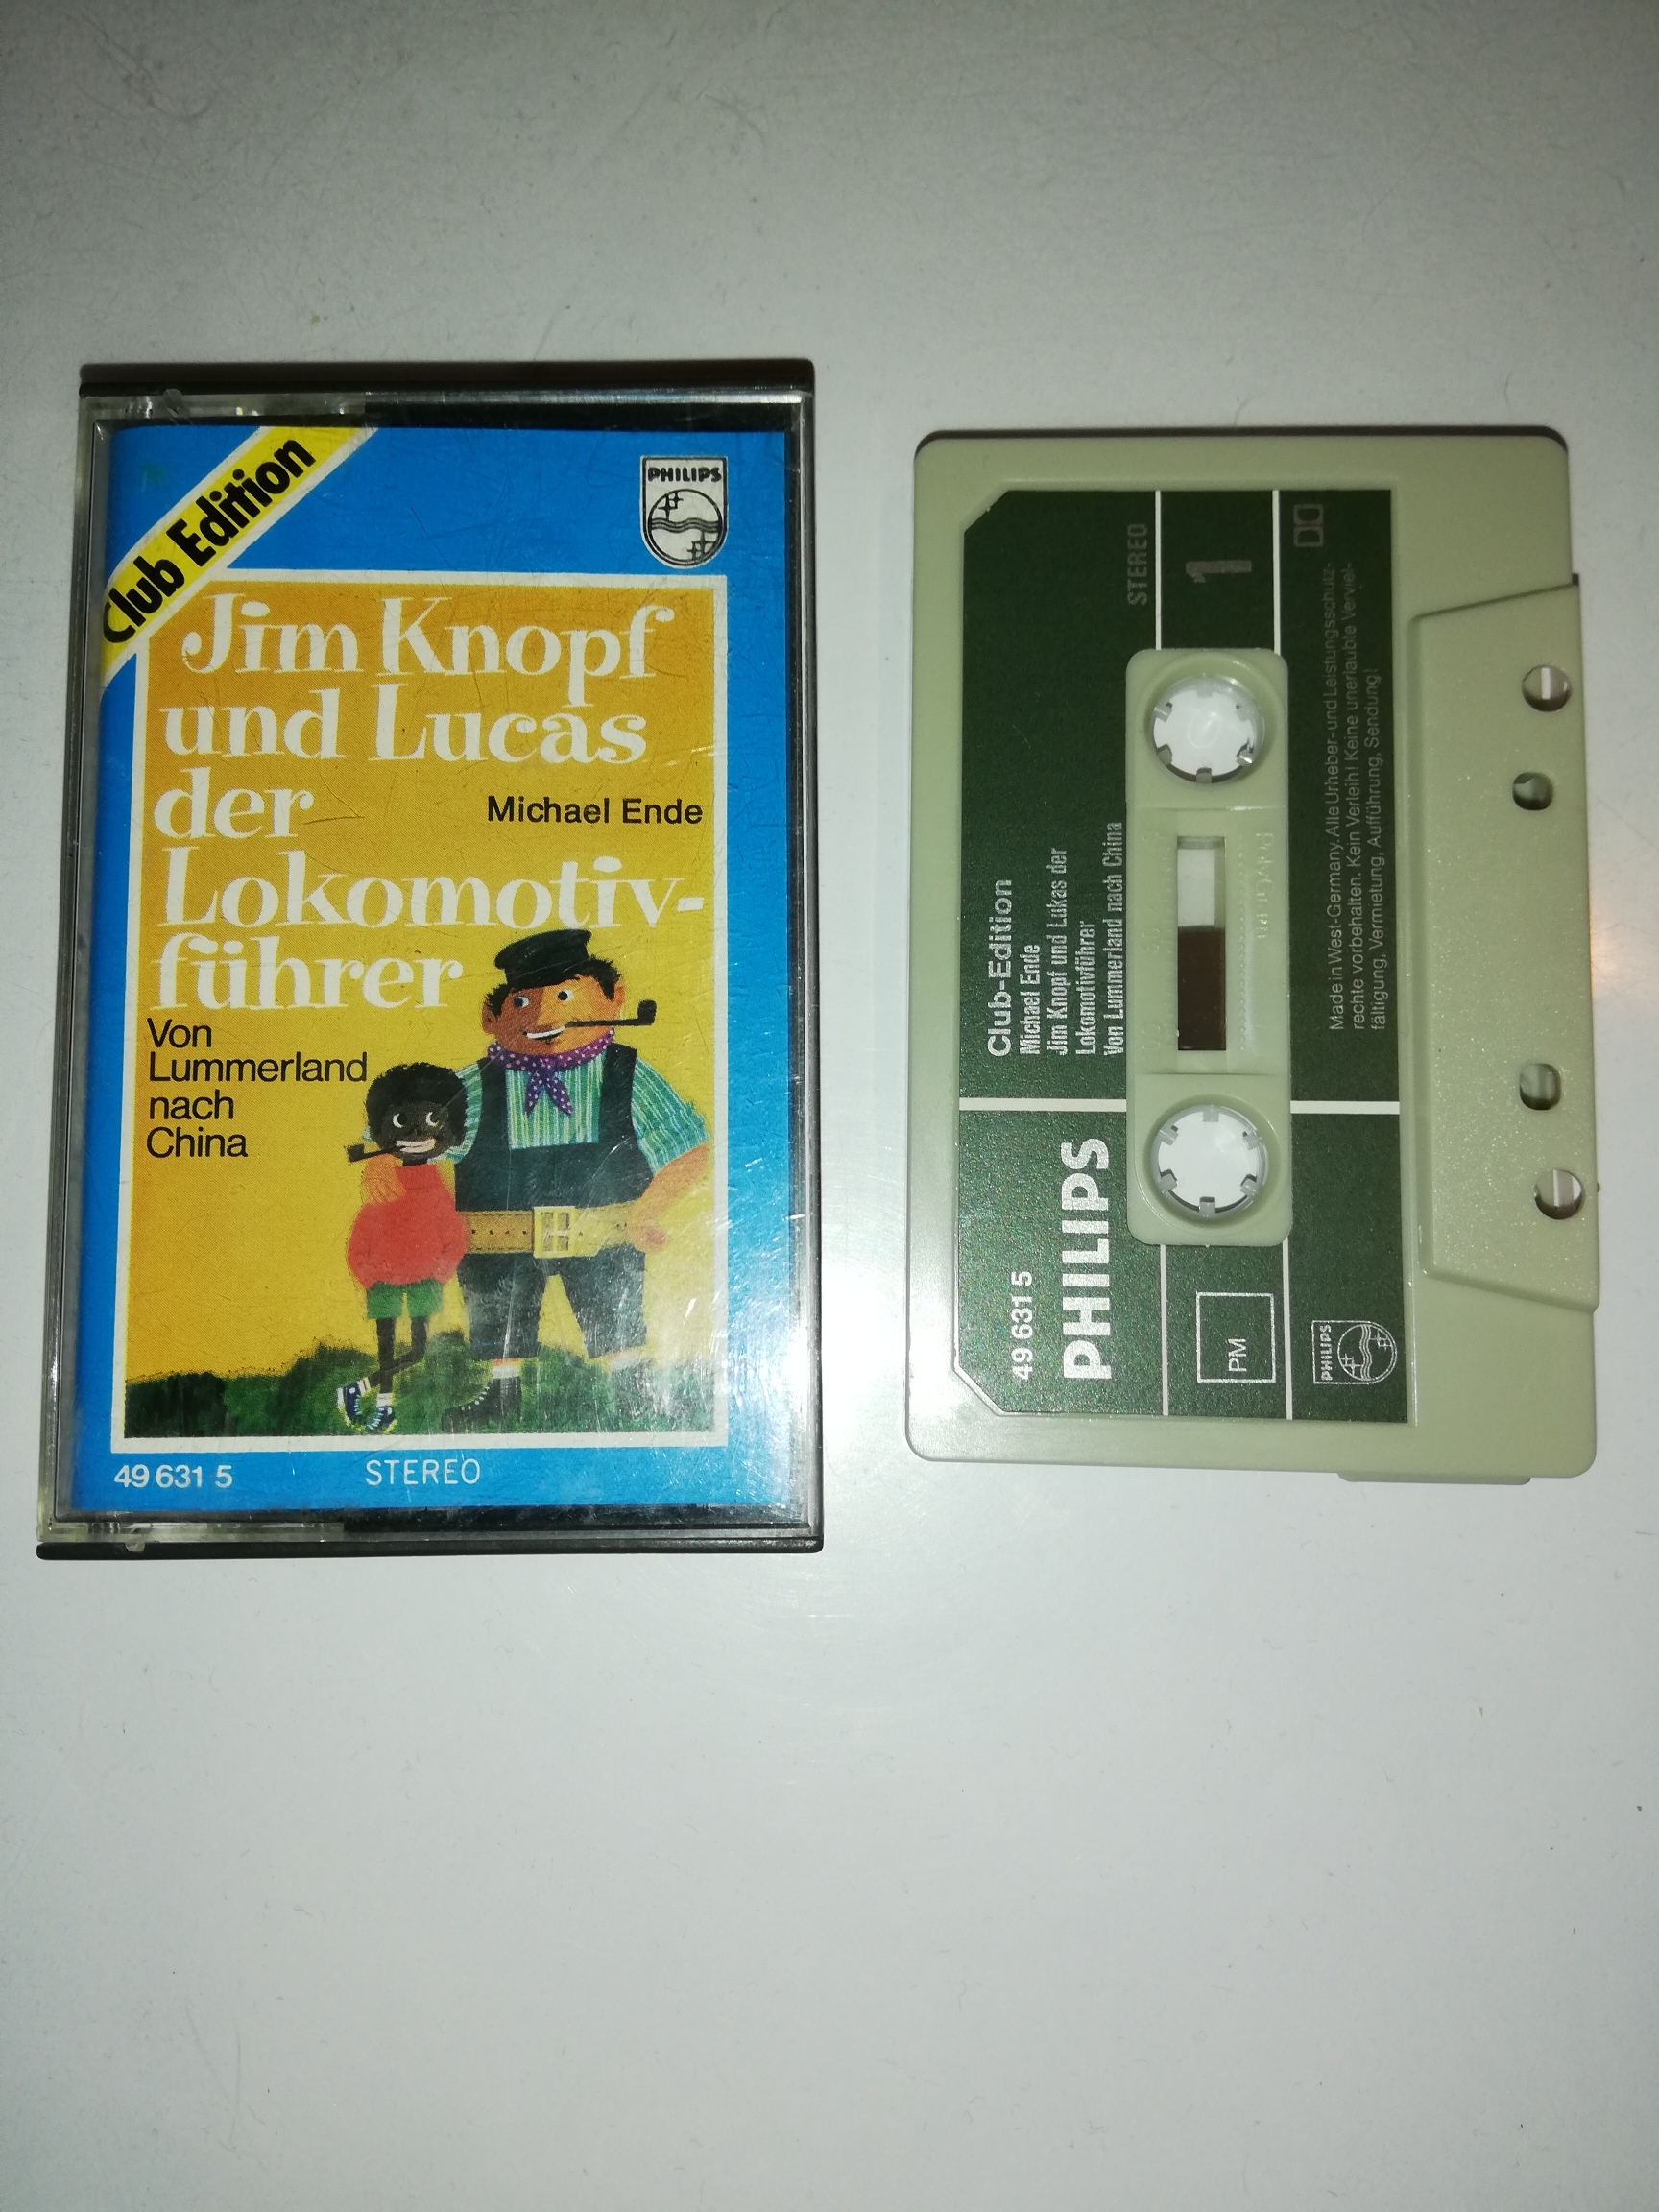 Club Edition
PHILIPS
Jim Knopf
und Lucas
der
Michael Ende
Lokomotiv-
führer
Von
Lummerland
nach
China
49 631 5
STEREO
Club-Edition
Michael Ende
Jim Knopf und Lukas der
Lokomotivführer
Von Lummerland nach China
STEREO
49 631 5
PHILIPS
1
PM
Made in West-Germany. Alle Urheber- und Leistungsschutz-
rechte vorbehalten. Kein Verleih! Keine unerlaubte Verviel-
fältigung, Vermietung, Aufführung, Sendung!
PHILIPS